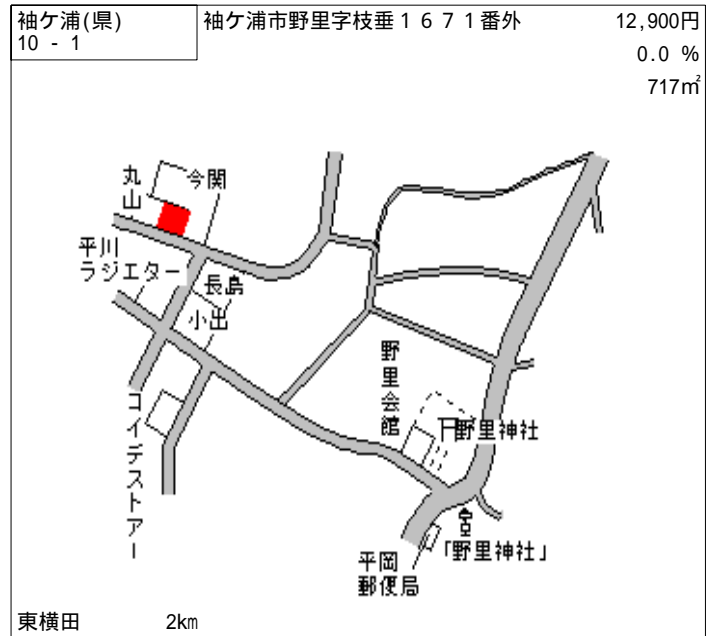 袖ケ浦(県)
10 - 1
袖ケ浦市野里字枝垂１６７１番外
12,900円
0.0 %
717㎡
丸山
今関
平川
ラジエター
長島
小出
コイデストアー
野里会館
野里神社
「野里神社」
平岡
郵便局
東横田 2km